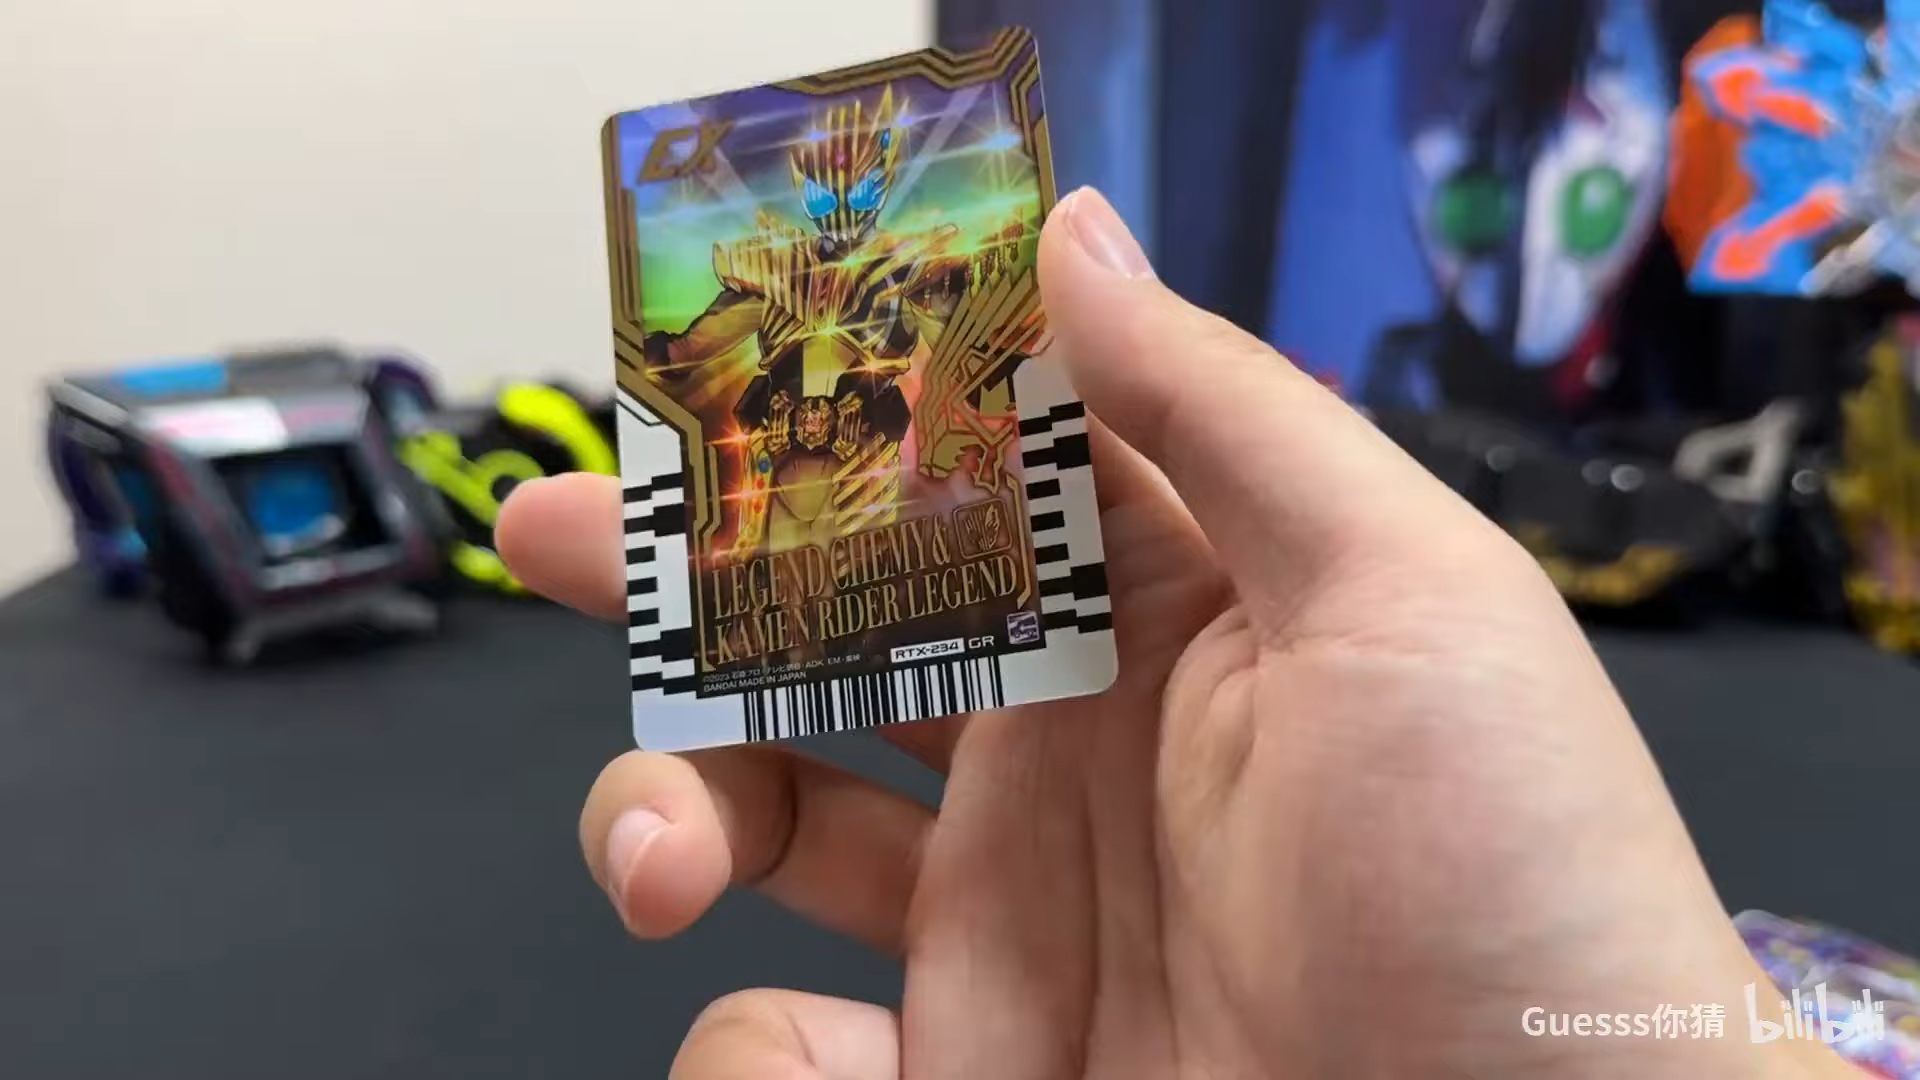 EX
LEGEND CHEMY &
KAMEN RIDER LEGEND
RTX-234 GR
BANDAI MADE IN JAPAN
Guesss你猜 bilibili